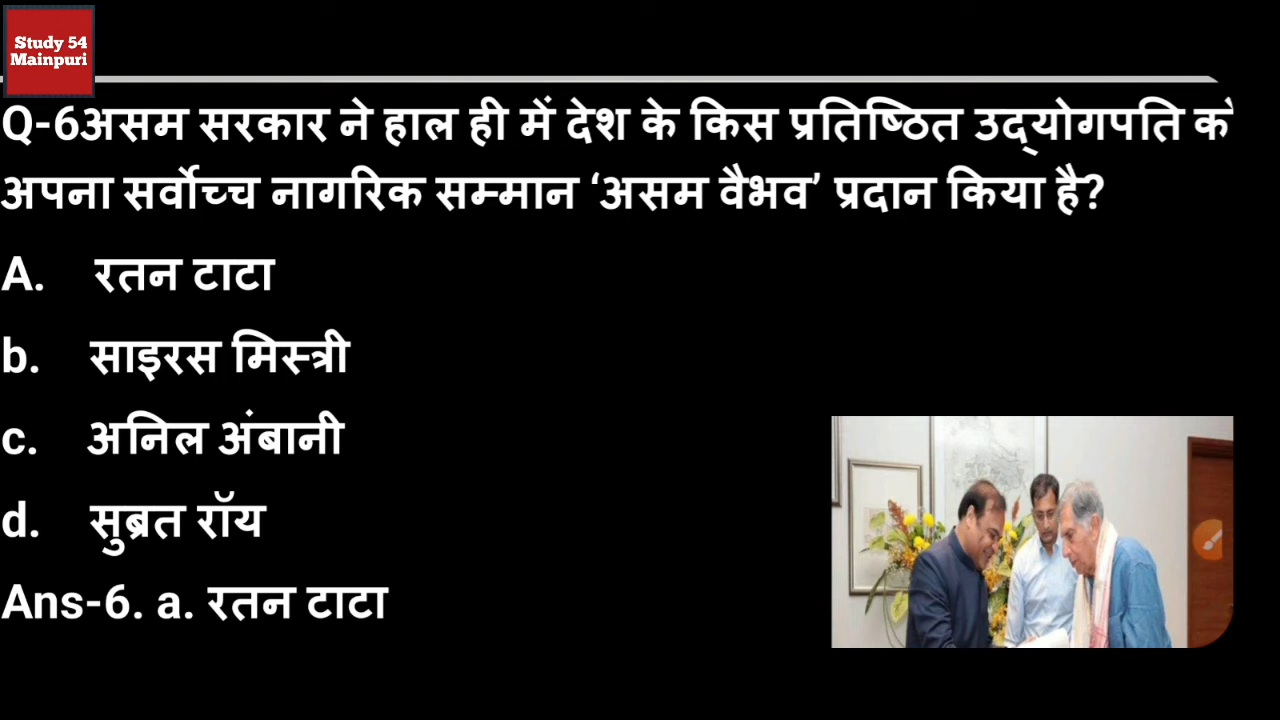 Study 54
Mainpuri
Q-6असम सरकार ने हाल ही में देश के किस प्रतिष्ठित उद्योगपति को
अपना सर्वोच्च नागरिक सम्मान ‘असम वैभव’ प्रदान किया है?
A. रतन टाटा
b. साइरस मिस्त्री
c. अनिल अंबानी
d. सुब्रत रॉय
Ans-6. a. रतन टाटा